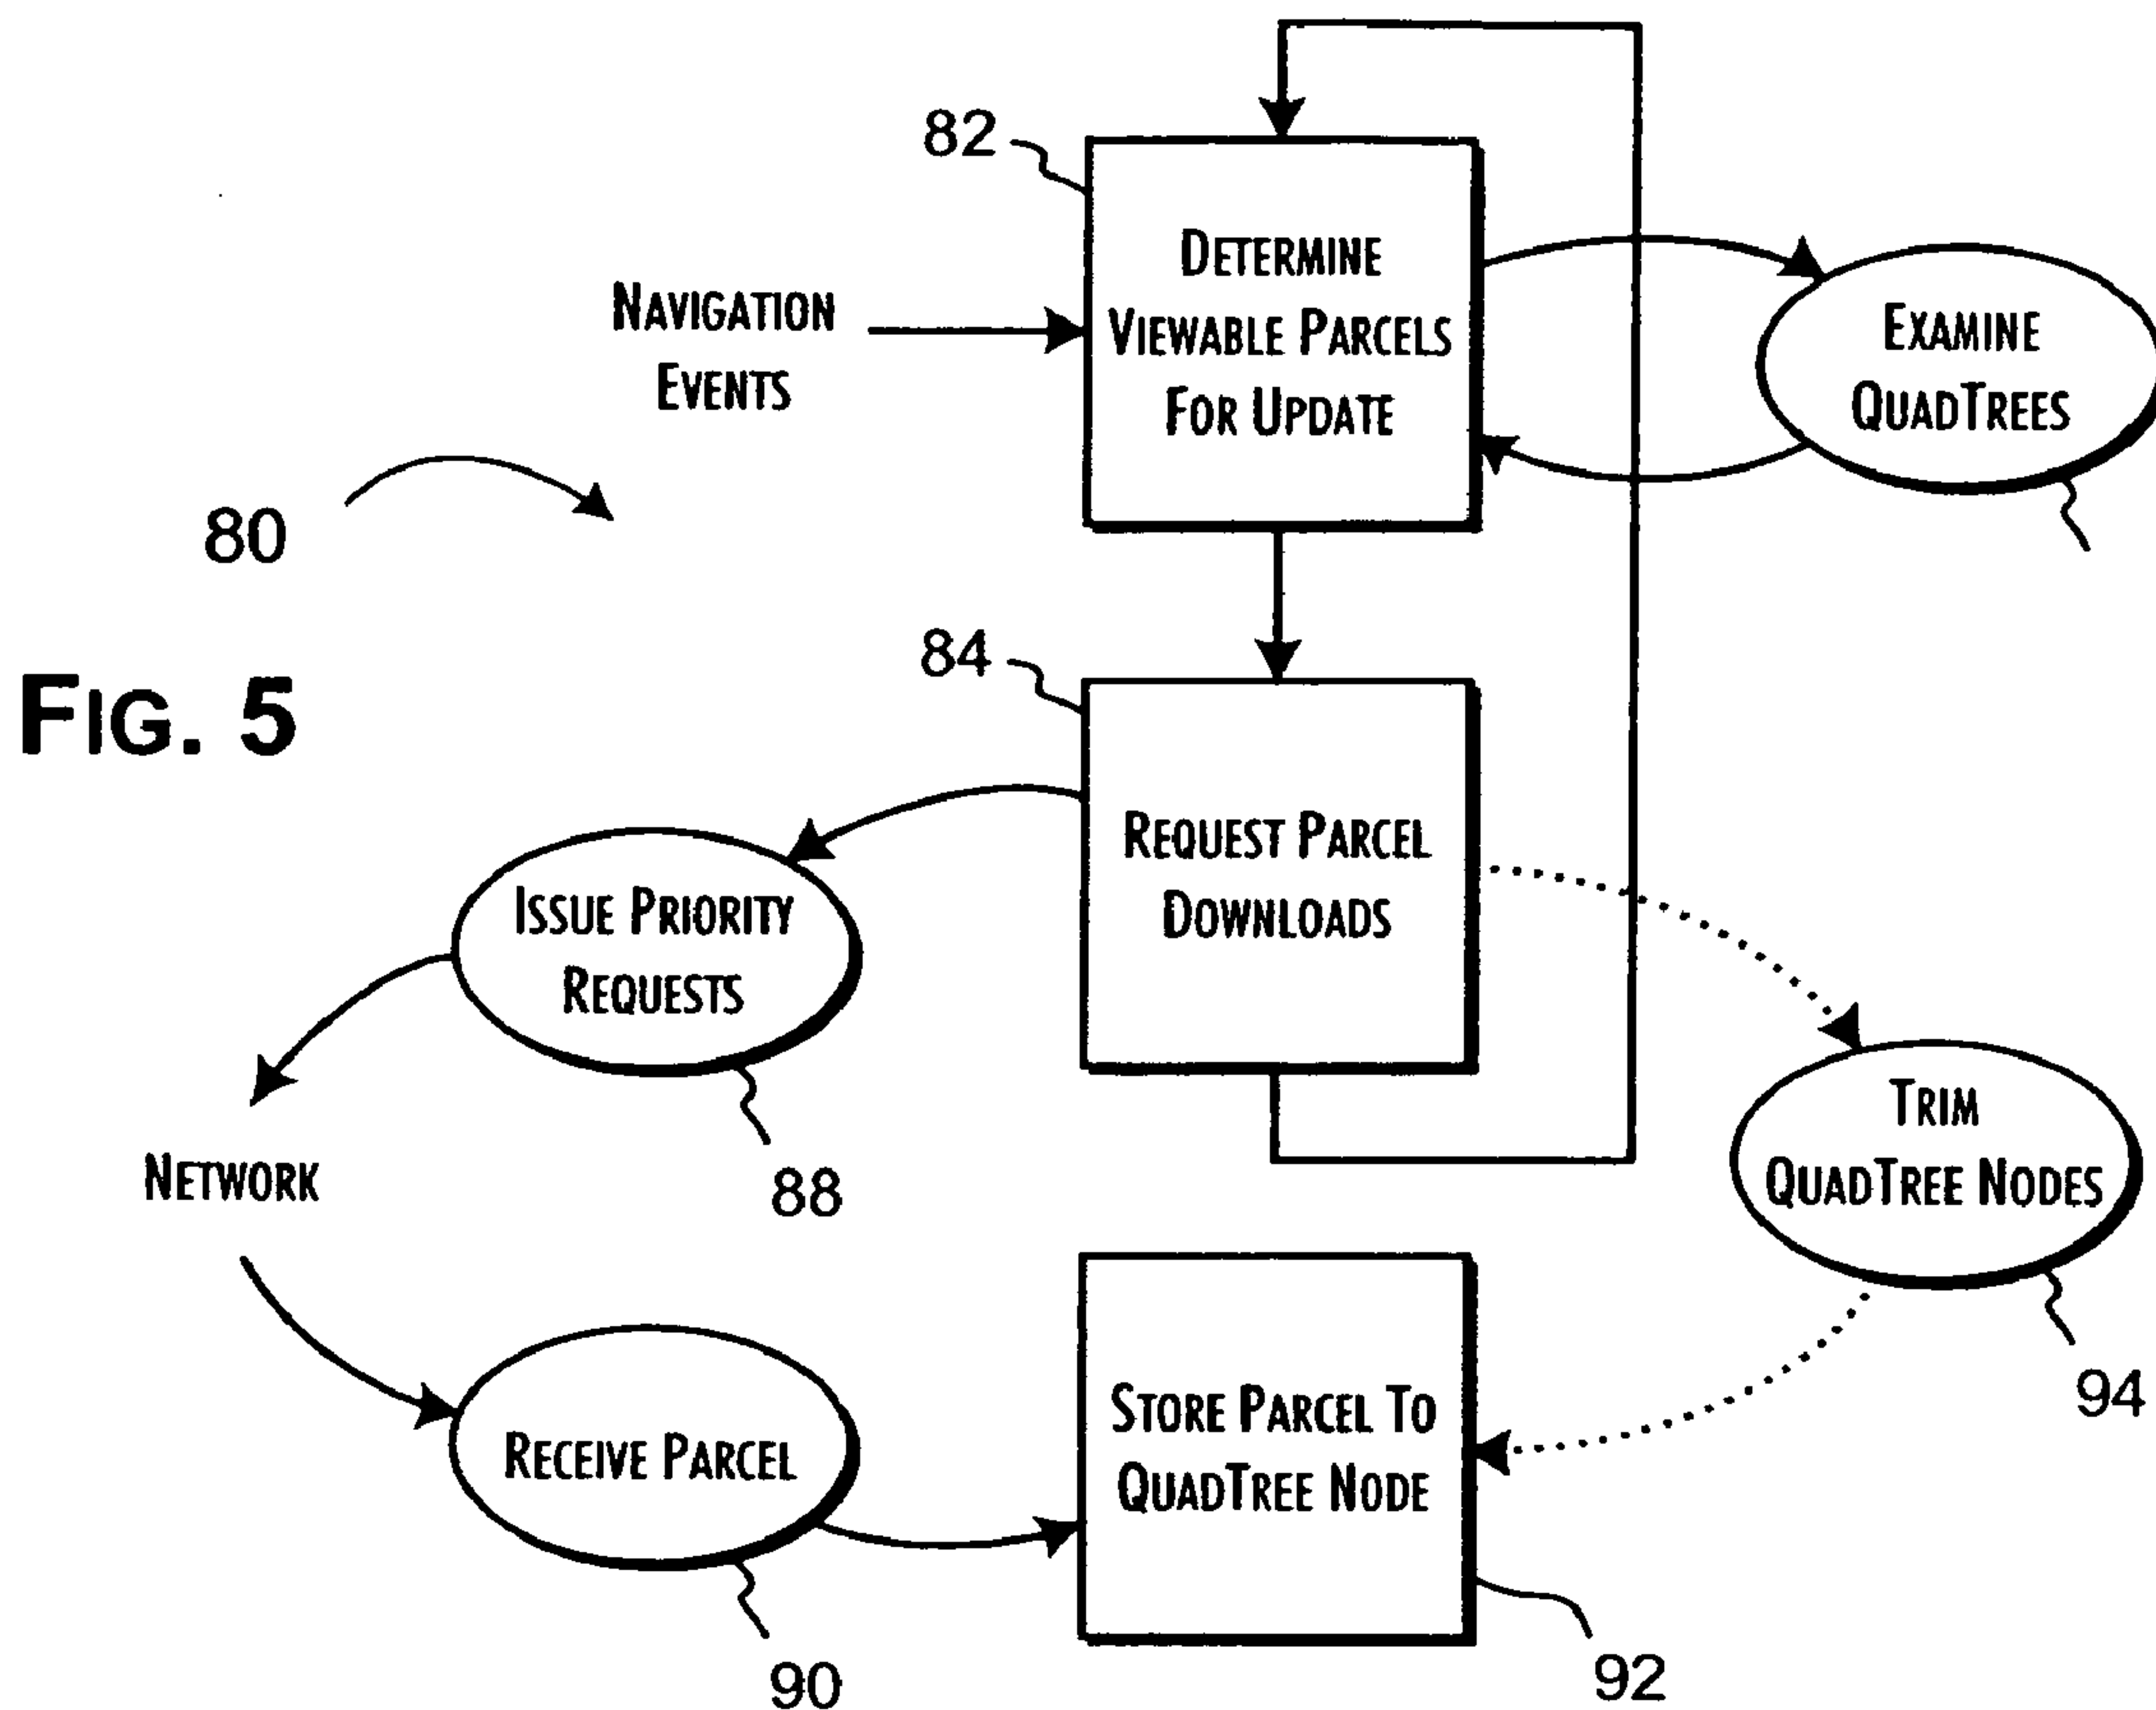 82
DETERMINE
VIEWABLE PARCELS
FOR UPDATE
NAVIGATION
EVENTS
EXAMINE
QUADTREES
80
84
FIG. 5
REQUEST PARCEL
DOWNLOADS
ISSUE PRIORITY
REQUESTS
88
NETWORK
TRIM
QUADTREE NODES
94
RECEIVE PARCEL
90
STORE PARCEL TO
QUADTREE NODE
92